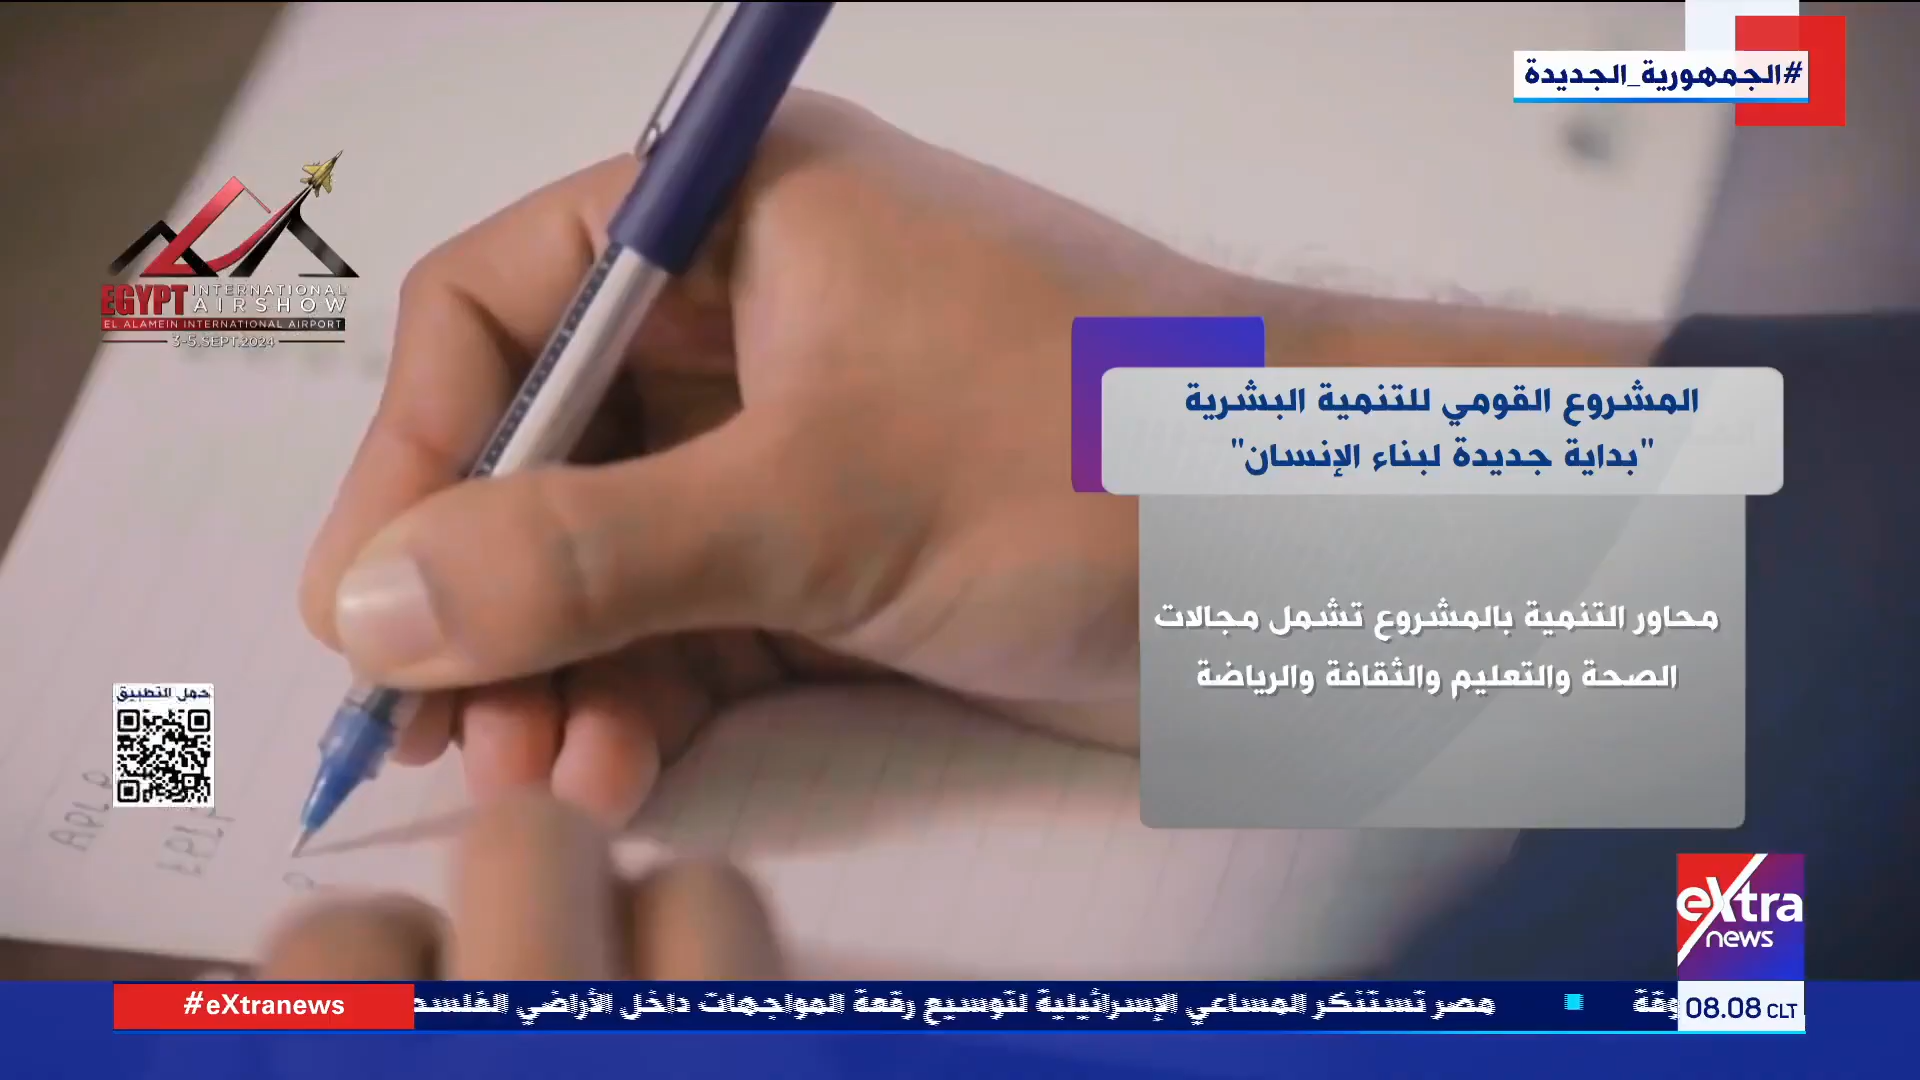 #الجمهورية_الجديدة
EGYPT INTERNATIONAL AIRSHOW
EL ALAMEIN INTERNATIONAL AIRPORT
3-5.SEPT.2024
المشروع القومي للتنمية البشرية
"بداية جديدة لبناء الإنسان"
محاور التنمية بالمشروع تشمل مجالات
الصحة والتعليم والثقافة والرياضة
حمل التطبيق
eXtra
news
#eXtranews
مصر تستنكر المساعي الإسرائيلية لتوسيع رقعة المواجهات داخل الأراضي
08.08 CLT